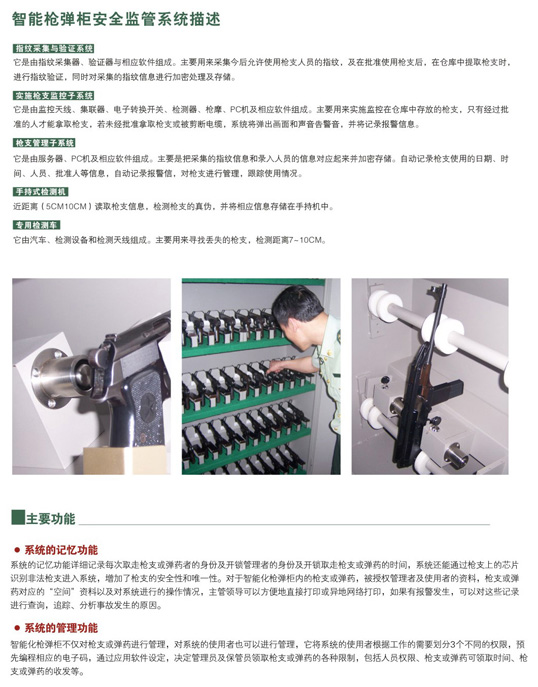 智能枪弹柜安全监管系统描述
指纹采集与验证系统
它是由指纹采集器、验证器与相应软件组成。主要用来采集今后允许使用枪支人员的指纹，及在批准使用枪支后，在仓库中提取枪支时，
进行指纹验证，同时对采集的指纹信息进行加密处理及存储。
实施枪支监控子系统
它是由监控天线、集联器、电子转换开关、检测器、枪摩、PC机及相应软件组成。主要用来实施监控在仓库中存放的枪支，只有经过批
准的人才能拿取枪支，若未经批准拿取枪支或被剪断电缆，系统将弹出画面和声音告警音，并将记录报警信息。
枪支管理子系统
它是由服务器、PC机及相应软件组成。主要是把采集的指纹信息和录入人员的信息对应起来并加密存储。自动记录枪支使用的日期、时
间、人员、批准人等信息，自动记录报警信，对枪支进行管理，跟踪使用情况。
手持式检测机
近距离（5CM10CM）读取枪支信息，检测枪支的真伪，并将相应信息存储在手持机中。
专用检测车
它由汽车、检测设备和检测天线组成。主要用来寻找丢失的枪支，检测距离7~10CM。
主要功能
● 系统的记忆功能
系统的记忆功能详细记录每次取走枪支或弹药者的身份及开锁管理者的身份及开锁取走枪支或弹药的时间，系统还能通过枪支上的芯片
识别非法枪支进入系统，增加了枪支的安全性和唯一性。对于智能化枪弹柜内的枪支或弹药，被授权管理者及使用者的资料，枪支或弹
药对应的“空间”资料以及对系统进行的操作情况，主管领导可以方便地直接打印或异地网络打印，如果有报警发生，可以对这些记录
进行查询，追踪、分析事故发生的原因。
● 系统的管理功能
智能化枪弹柜不仅对枪支或弹药进行管理，对系统的使用者也可以进行管理，它将系统的使用者根据工作的需要划分3个不同的权限，预
先编程相应的电子码，通过应用软件设定，决定管理员及保管员领取枪支或弹药的各种限制，包括人员权限、枪支或弹药可领取时间、枪
支或弹药的收发等。